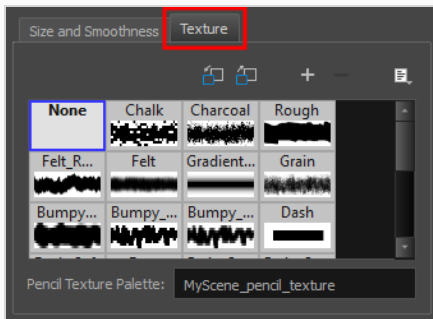 Size and Smoothness Texture
None Chalk Charcoal Rough
Felt_R... Felt Gradient... Grain
Bumpy... Bumpy_... Bumpy_... Dash
Pencil Texture Palette: MyScene_pencil_texture